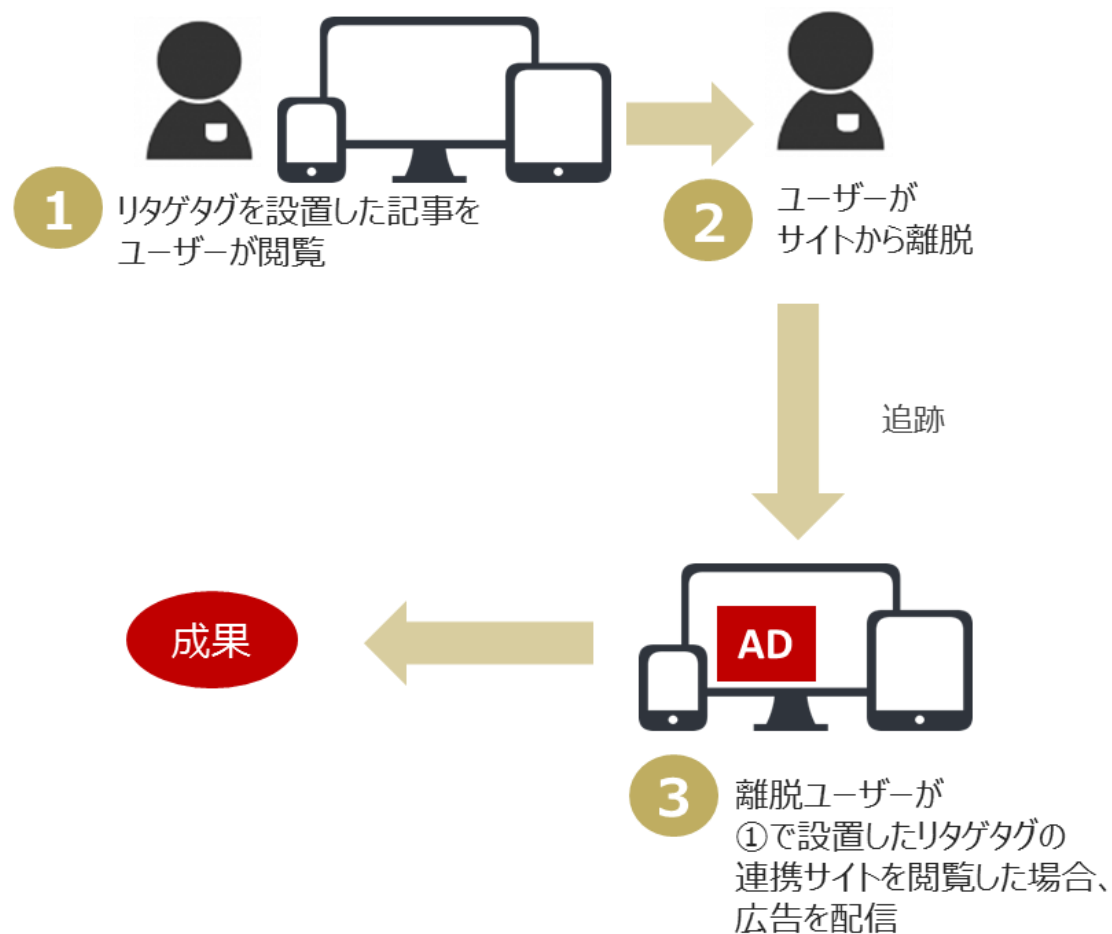 1
リタゲタグを設置した記事を
ユーザーが閲覧
2
ユーザーが
サイトから離脱
追跡
AD
成果
3
離脱ユーザーが
①で設置したリタゲタグの
連携サイトを閲覧した場合、
広告を配信